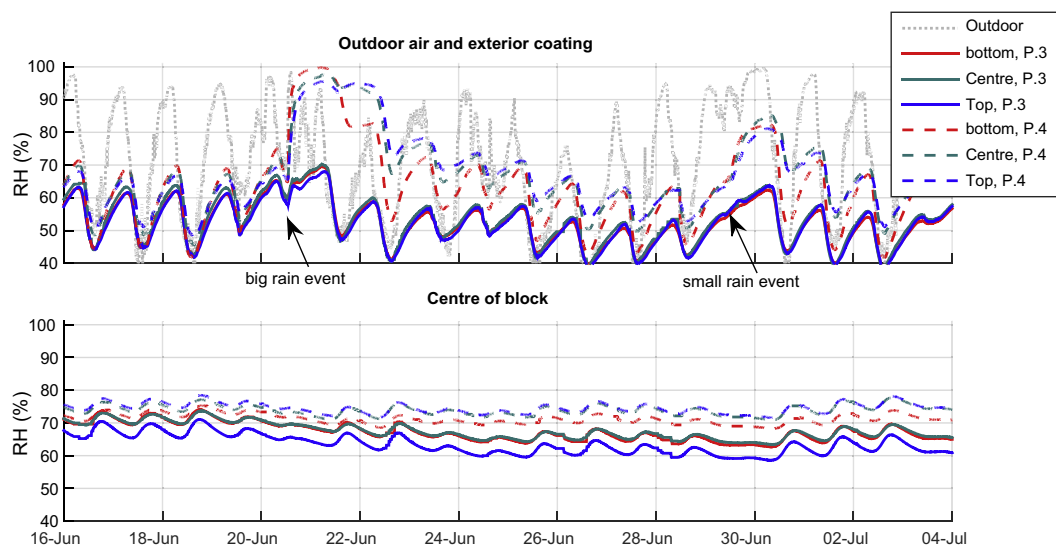 Outdoor air and exterior coating
RH (%)
100
90
80
70
60
50
40
big rain event
small rain event
Outdoor
bottom, P.3
Centre, P.3
Top, P.3
bottom, P.4
Centre, P.4
Top, P.4
Centre of block
RH (%)
100
90
80
70
60
50
40
16-Jun 18-Jun 20-Jun 22-Jun 24-Jun 26-Jun 28-Jun 30-Jun 02-Jul 04-Jul